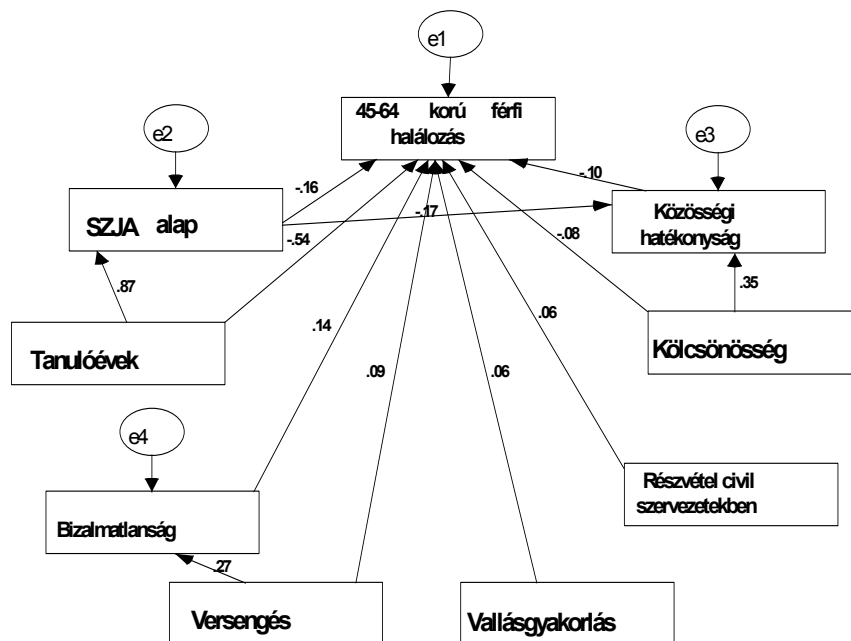 e1
45-64 korú férfi
halálozás
e2
e3
-.16
-.10
SZJA alap
Közösségi
hatékonyság
-.17
-.54
-.08
.87
.35
.06
.14
Tanulóévek
Kölcsönösség
.09
.06
e4
Részvétel civil
szervezetekben
Bizalmatlanság
.27
Versengés
Vallásgyakorlás